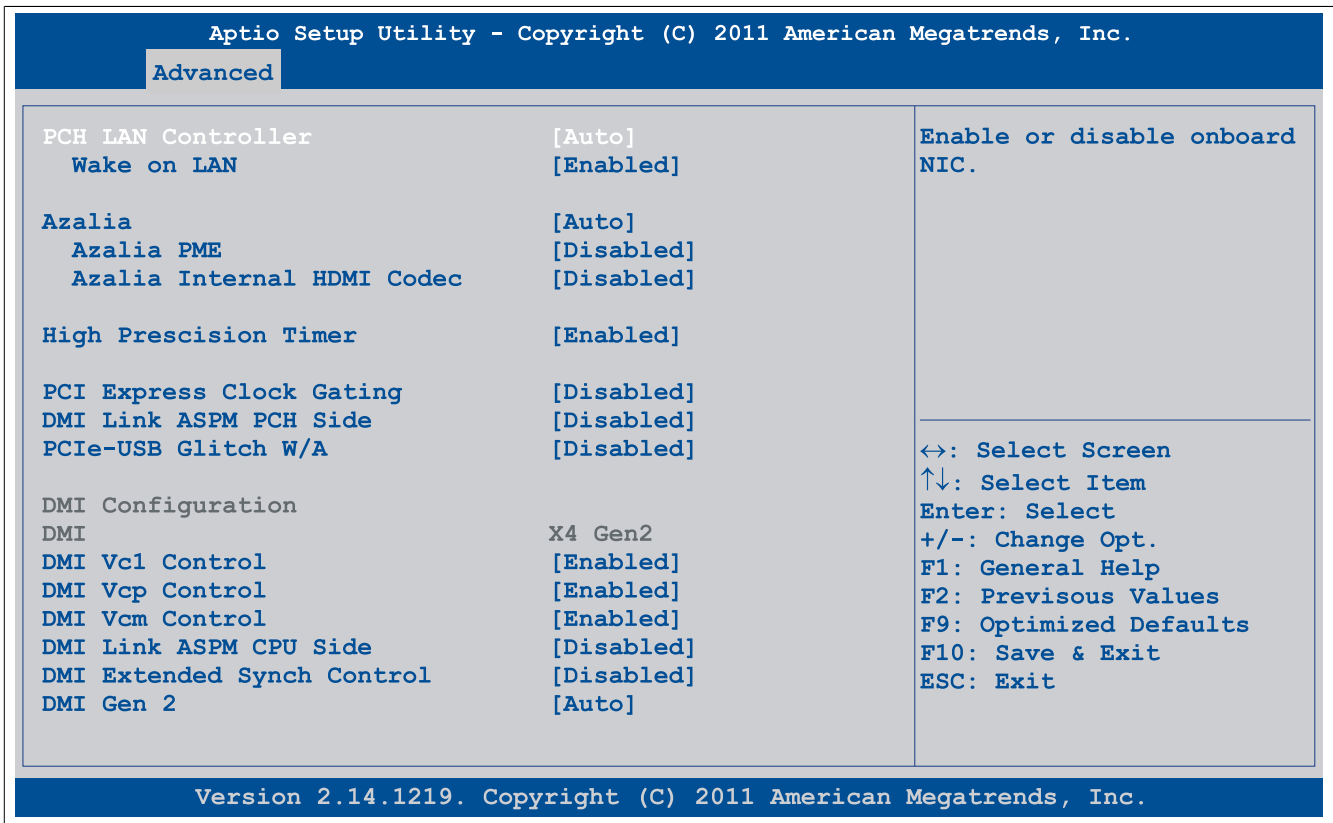 Aptio Setup Utility - Copyright (C) 2011 American Megatrends, Inc.
Advanced
PCH LAN Controller [Auto]
Wake on LAN [Enabled]
Azalia [Auto]
Azalia PME [Disabled]
Azalia Internal HDMI Codec [Disabled]
High Prescision Timer [Enabled]
PCI Express Clock Gating [Disabled]
DMI Link ASPM PCH Side [Disabled]
PCIe-USB Glitch W/A [Disabled]
DMI Configuration
DMI X4 Gen2
DMI Vc1 Control [Enabled]
DMI Vcp Control [Enabled]
DMI Vcm Control [Enabled]
DMI Link ASPM CPU Side [Disabled]
DMI Extended Synch Control [Disabled]
DMI Gen 2 [Auto]
Enable or disable onboard
NIC.
↔: Select Screen
↑↓: Select Item
Enter: Select
+/-: Change Opt.
F1: General Help
F2: Previsous Values
F9: Optimized Defaults
F10: Save & Exit
ESC: Exit
Version 2.14.1219. Copyright (C) 2011 American Megatrends, Inc.